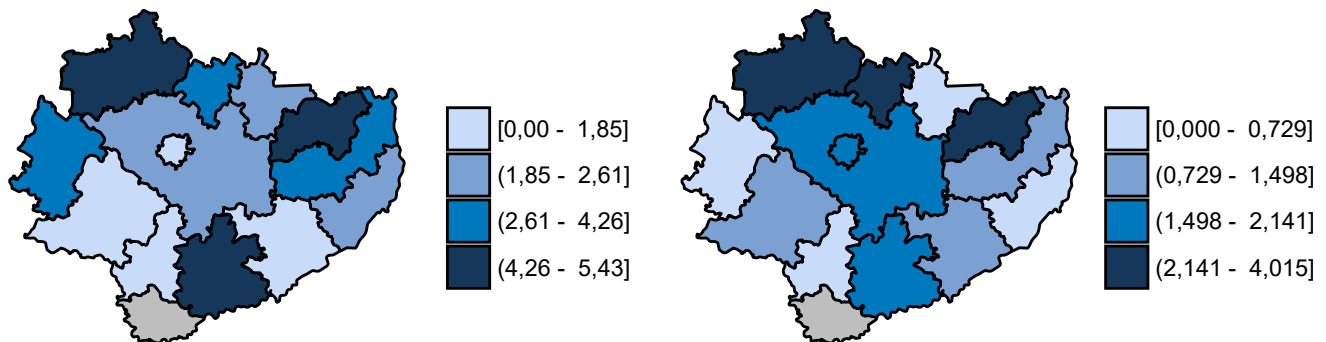 [0,00 - 1,85]
(1,85 - 2,61]
(2,61 - 4,26]
(4,26 - 5,43]
[0,000 - 0,729]
(0,729 - 1,498]
(1,498 - 2,141]
(2,141 - 4,015]